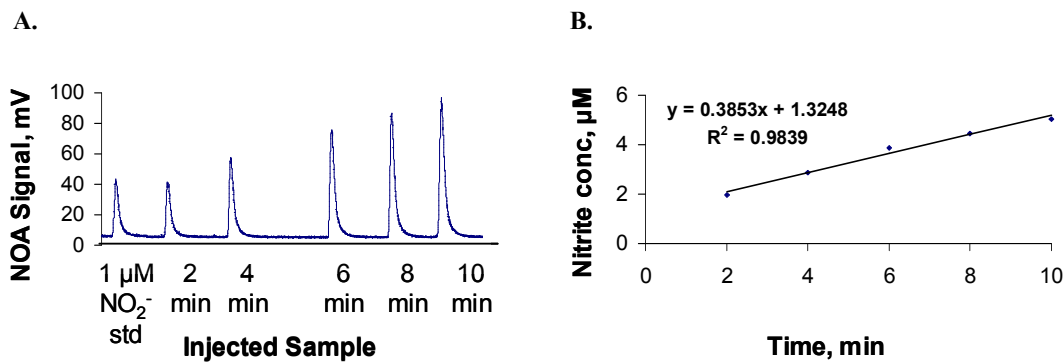 A.
NOA Signal, mV
100
80
60
40
20
0
1 µM 2 4 6 8 10
NO₂⁻ min min min min min
std
Injected Sample
B.
Nitrite conc, µM
6
4
2
0
y = 0.3853x + 1.3248
R² = 0.9839
0 2 4 6 8 10
Time, min